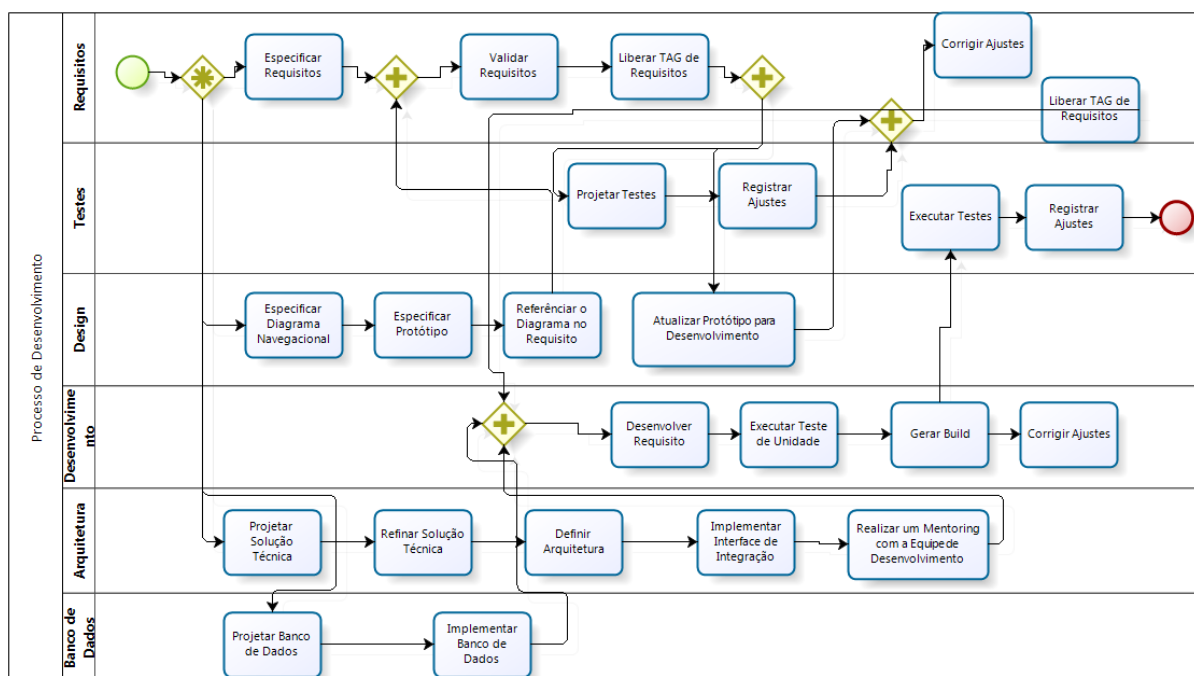 Processo de Desenvolvimento
Requisitos
Especificar
Requisitos
Validar
Requisitos
Liberar TAG de
Requisitos
Corrigir Ajustes
Liberar TAG de
Requisitos
Testes
Projetar Testes
Registrar
Ajustes
Executar Testes
Registrar
Ajustes
Design
Especificar
Diagrama
Navegacional
Especificar
Protótipo
Referênciar o
Diagrama no
Requisito
Atualizar Protótipo para
Desenvolvimento
Desenvolvime
nto
Desenvolver
Requisito
Executar Teste
de Unidade
Gerar Build
Corrigir Ajustes
Arquitetura
Projetar
Solução
Técnica
Refinar Solução
Técnica
Definir
Arquitetura
Implementar
Interface de
Integração
Realizar um Mentoring
com a Equipe de
Desenvolvimento
Banco de
Dados
Projetar Banco
de Dados
Implementar
Banco de
Dados